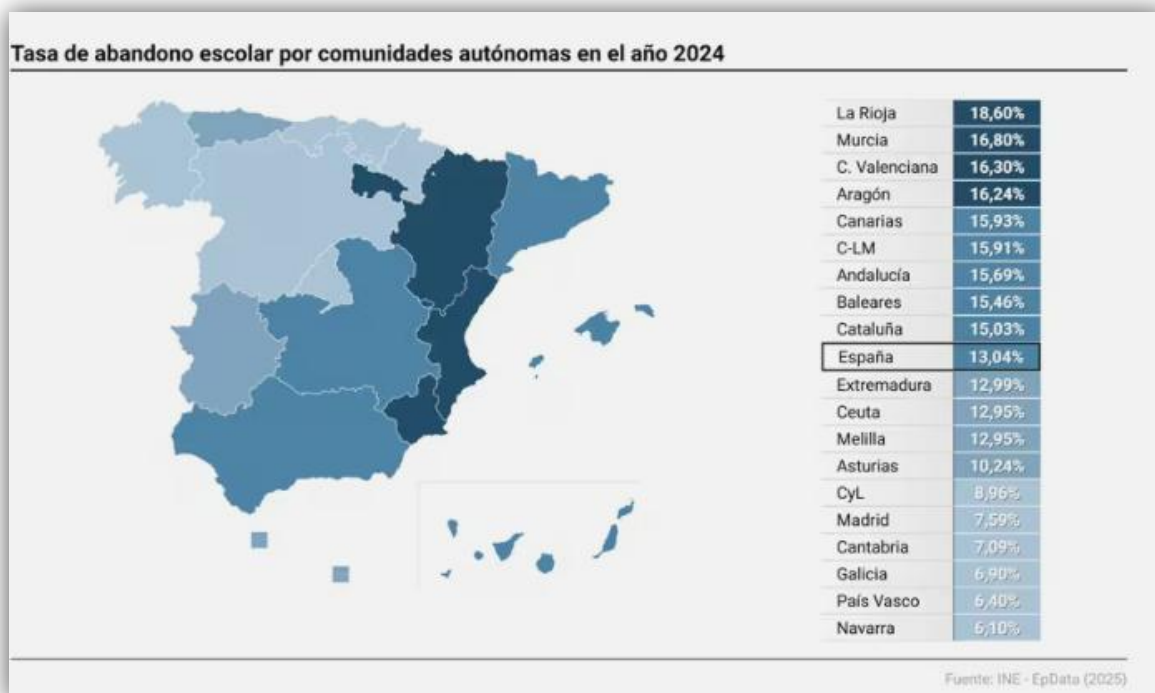 Tasa de abandono escolar por comunidades autónomas en el año 2024
La Rioja 18,60%
Murcia 16,80%
C. Valenciana 16,30%
Aragón 16,24%
Canarias 15,93%
C-LM 15,91%
Andalucía 15,69%
Baleares 15,46%
Cataluña 15,03%
España 13,04%
Extremadura 12,99%
Ceuta 12,95%
Melilla 12,95%
Asturias 10,24%
CyL 8,96%
Madrid 7,59%
Cantabria 7,09%
Galicia 6,90%
País Vasco 6,40%
Navarra 6,10%
Fuente: INE - EpData (2025)